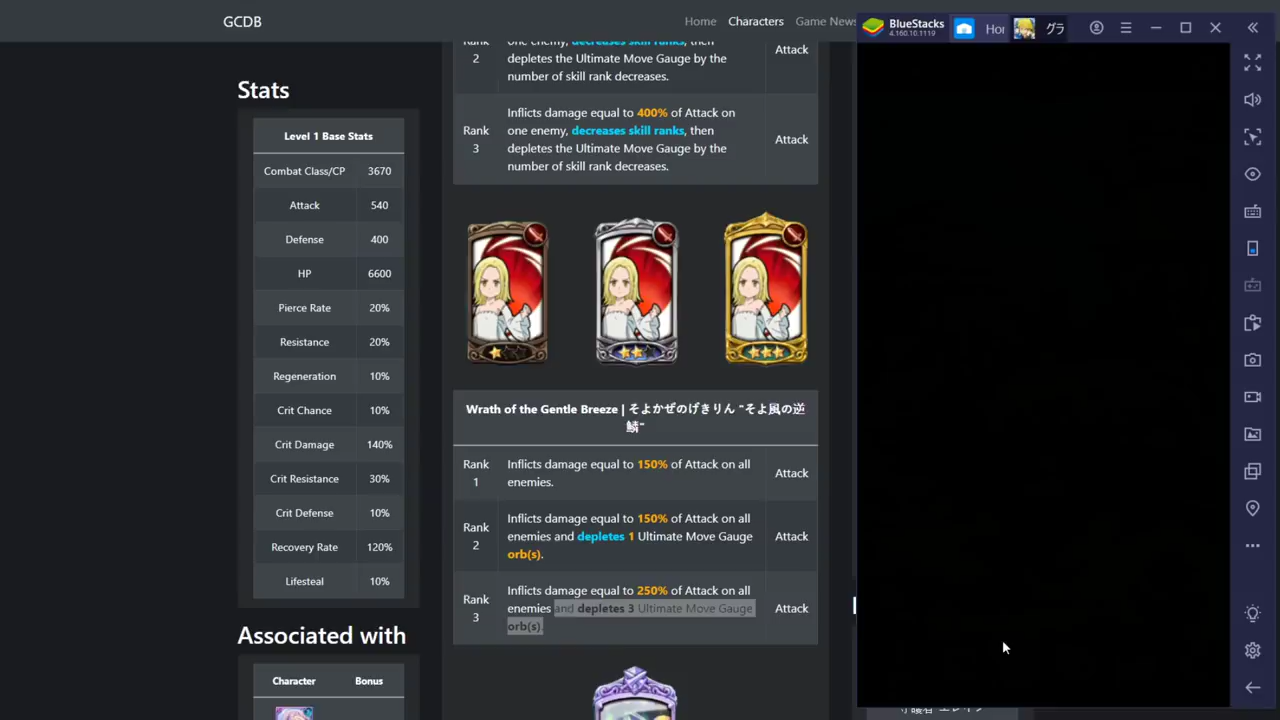 GCDB
Home Characters Game News
BlueStacks
4.160.10.1119
Hor
グラ
Stats
Level 1 Base Stats
Combat Class/CP 3670
Attack 540
Defense 400
HP 6600
Pierce Rate 20%
Resistance 20%
Regeneration 10%
Crit Chance 10%
Crit Damage 140%
Crit Resistance 30%
Crit Defense 10%
Recovery Rate 120%
Lifesteal 10%
Associated with
Character Bonus
Rank
2
one enemy, decreases skill ranks, then
depletes the Ultimate Move Gauge by the
number of skill rank decreases.
Attack
Rank
3
Inflicts damage equal to 400% of Attack on
one enemy, decreases skill ranks, then
depletes the Ultimate Move Gauge by the
number of skill rank decreases.
Attack
Wrath of the Gentle Breeze | そよかぜのげきりん "そよ風の逆
鱗"
Rank
1
Inflicts damage equal to 150% of Attack on all
enemies.
Attack
Rank
2
Inflicts damage equal to 150% of Attack on all
enemies and depletes 1 Ultimate Move Gauge
orb(s).
Attack
Rank
3
Inflicts damage equal to 250% of Attack on all
enemies and depletes 3 Ultimate Move Gauge
orb(s).
Attack